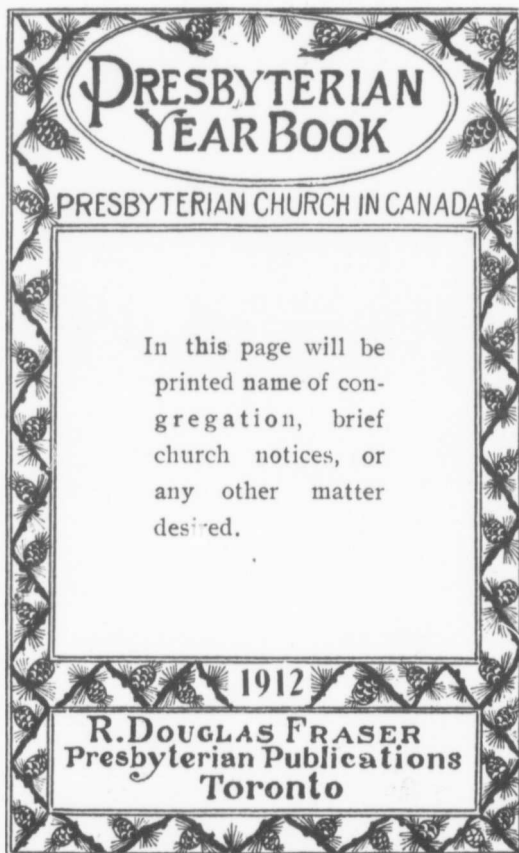 PRESBYTERIAN
YEAR BOOK
PRESBYTERIAN CHURCH IN CANADA
In this page will be
printed name of con-
gregation, brief
church notices, or
any other matter
desired.
1912
R. DOUGLAS FRASER
Presbyterian Publications
Toronto